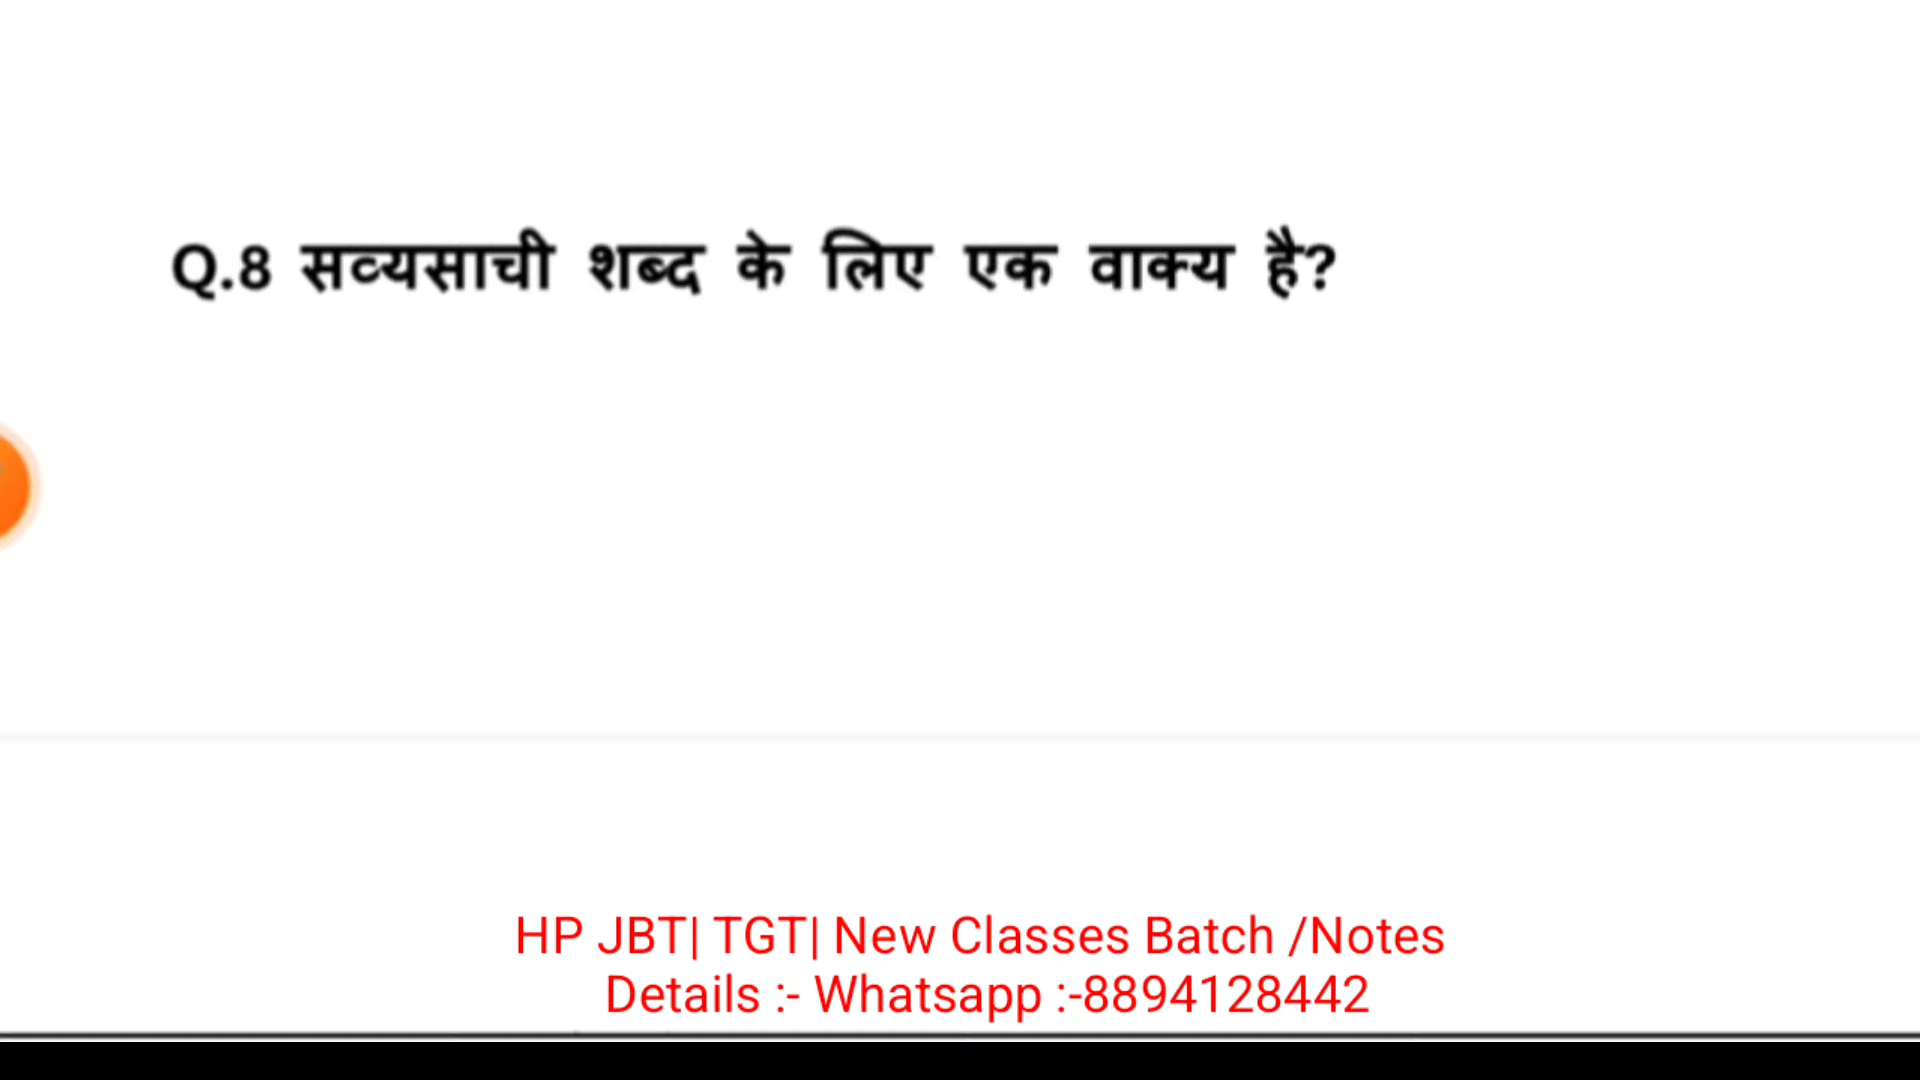 Q.8 सव्यसाची शब्द के लिए एक वाक्य है?
HP JBT| TGT| New Classes Batch /Notes
Details :- Whatsapp :-8894128442